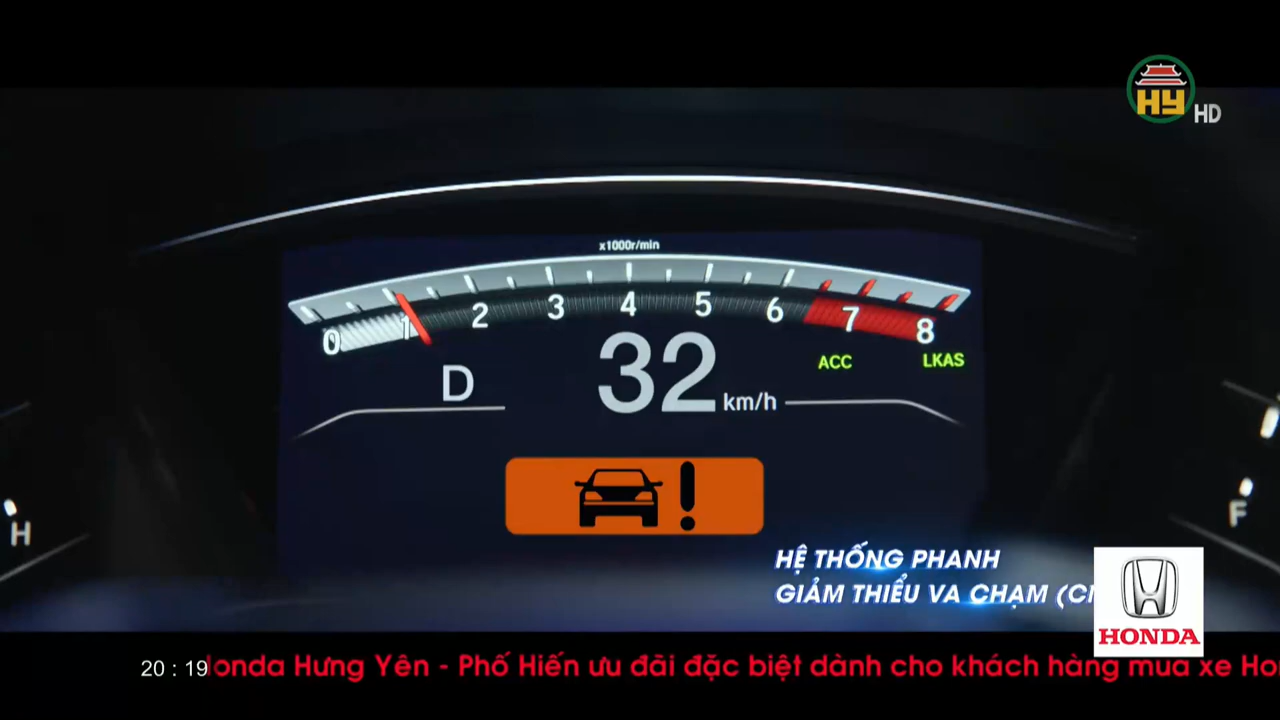 HY HD
x1000r/min
0 1 2 3 4 5 6 7 8
ACC LKAS
D 32 km/h
H F
HỆ THỐNG PHANH
GIẢM THIỂU VA CHẠM
HONDA
20 : 19 Hưng Yên - Phố Hiến ưu đãi đặc biệt dành cho khách hàng mua xe